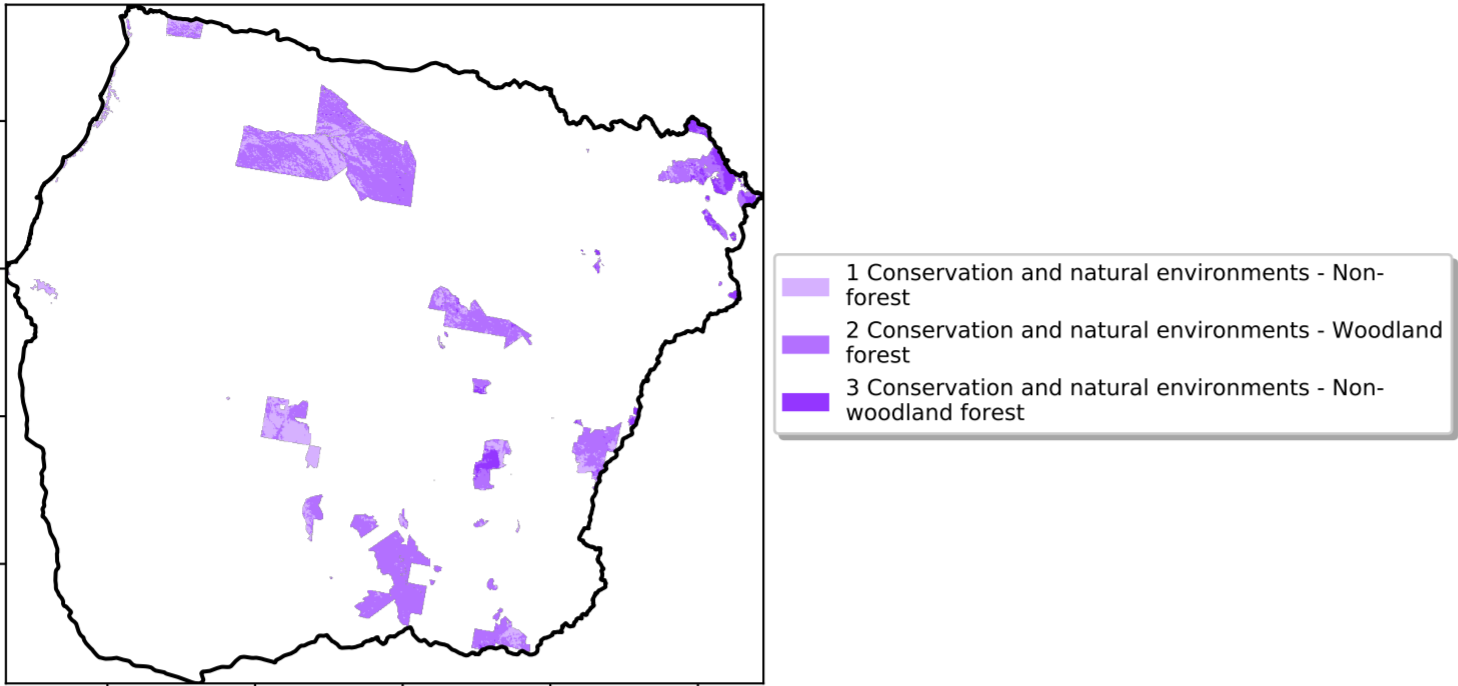 1 Conservation and natural environments - Non-
forest
2 Conservation and natural environments - Woodland
forest
3 Conservation and natural environments - Non-
woodland forest